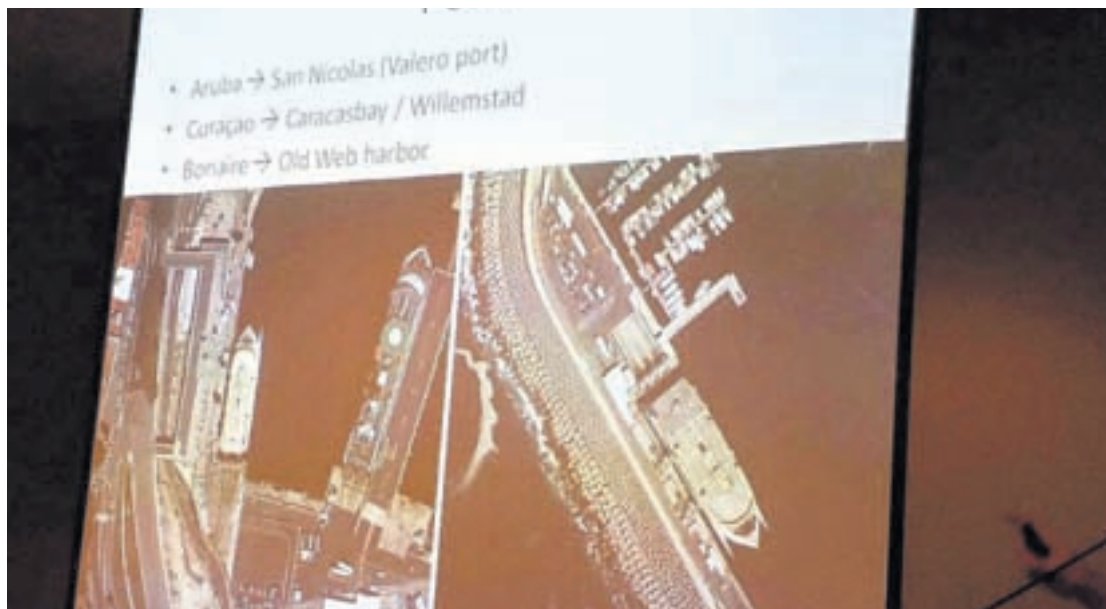 • Aruba → San Nicolas (Valero port)
• Curaçao → Caracasbay / Willemstad
• Bonaire → Old Web harbor